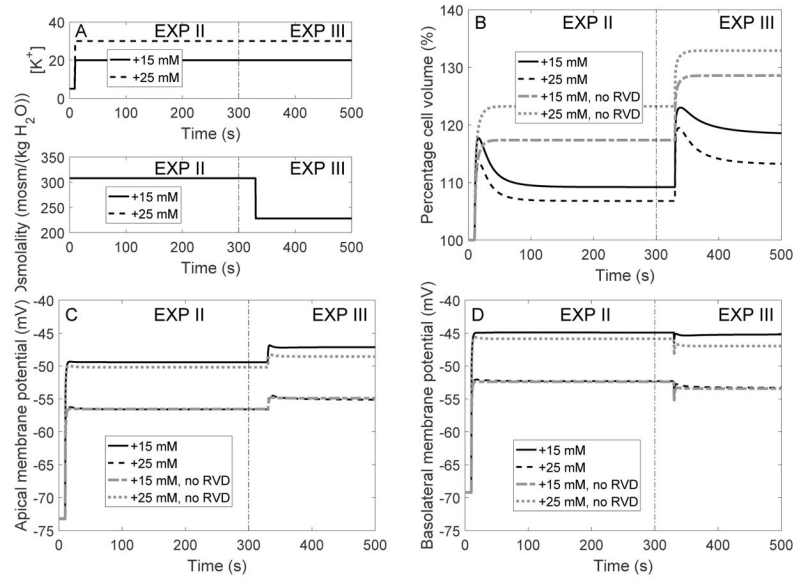 A
EXP II
EXP III
[K+]
40
20
0
+15 mM
+25 mM
0 100 200 300 400 500
Time (s)
EXP II
EXP III
Osmolality (mosm/(kg H2O))
350
300
250
200
+15 mM
+25 mM
0 100 200 300 400 500
Time (s)
B
EXP II
EXP III
Percentage cell volume (%)
140
130
120
110
100
+15 mM
+25 mM
+15 mM, no RVD
+25 mM, no RVD
0 100 200 300 400 500
Time (s)
C
EXP II
EXP III
Apical membrane potential (mV)
-40
-45
-50
-55
-60
-65
-70
-75
+15 mM
+25 mM
+15 mM, no RVD
+25 mM, no RVD
0 100 200 300 400 500
Time (s)
D
EXP II
EXP III
Basolateral membrane potential (mV)
-40
-45
-50
-55
-60
-65
-70
-75
+15 mM
+25 mM
+15 mM, no RVD
+25 mM, no RVD
0 100 200 300 400 500
Time (s)